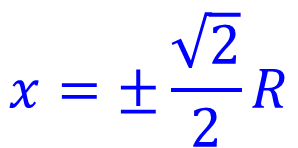 x = ± √2/2 R